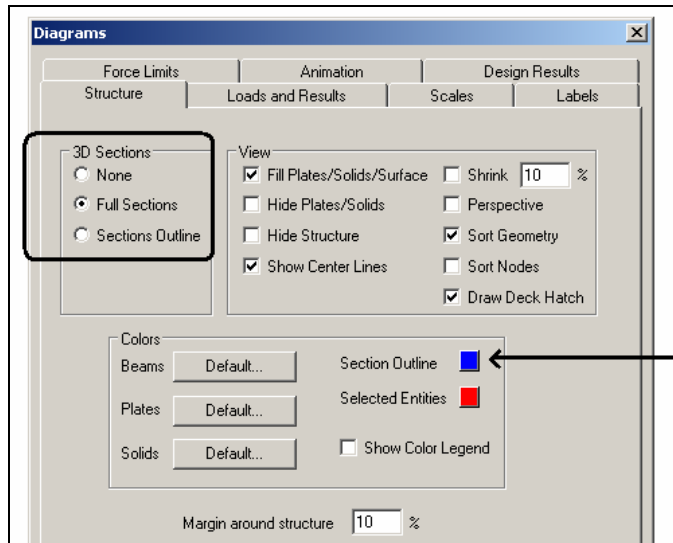 Diagrams
Force Limits Animation Design Results
Structure Loads and Results Scales Labels
3D Sections
None
Full Sections
Sections Outline
View
Fill Plates/Solids/Surface Shrink 10 %
Hide Plates/Solids Perspective
Hide Structure Sort Geometry
Show Center Lines Sort Nodes
Draw Deck Hatch
Colors
Beams Default... Section Outline
Plates Default... Selected Entities
Solids Default... Show Color Legend
Margin around structure 10 %